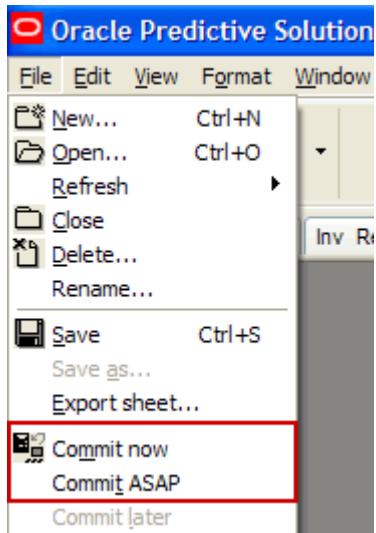 Oracle Predictive Solution
File Edit View Format Window
New... Ctrl+N
Open... Ctrl+O
Refresh
Close
Inv Re
Delete...
Rename...
Save Ctrl+S
Save as...
Export sheet...
Commit now
Commit ASAP
Commit later